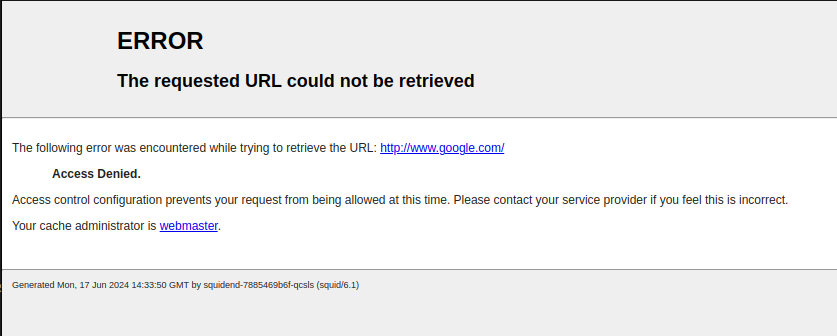 ERROR
The requested URL could not be retrieved
The following error was encountered while trying to retrieve the URL: http://www.google.com/
Access Denied.
Access control configuration prevents your request from being allowed at this time. Please contact your service provider if you feel this is incorrect.
Your cache administrator is webmaster.
Generated Mon, 17 Jun 2024 14:33:50 GMT by squidend-7885469b6f-qcsls (squid/6.1)